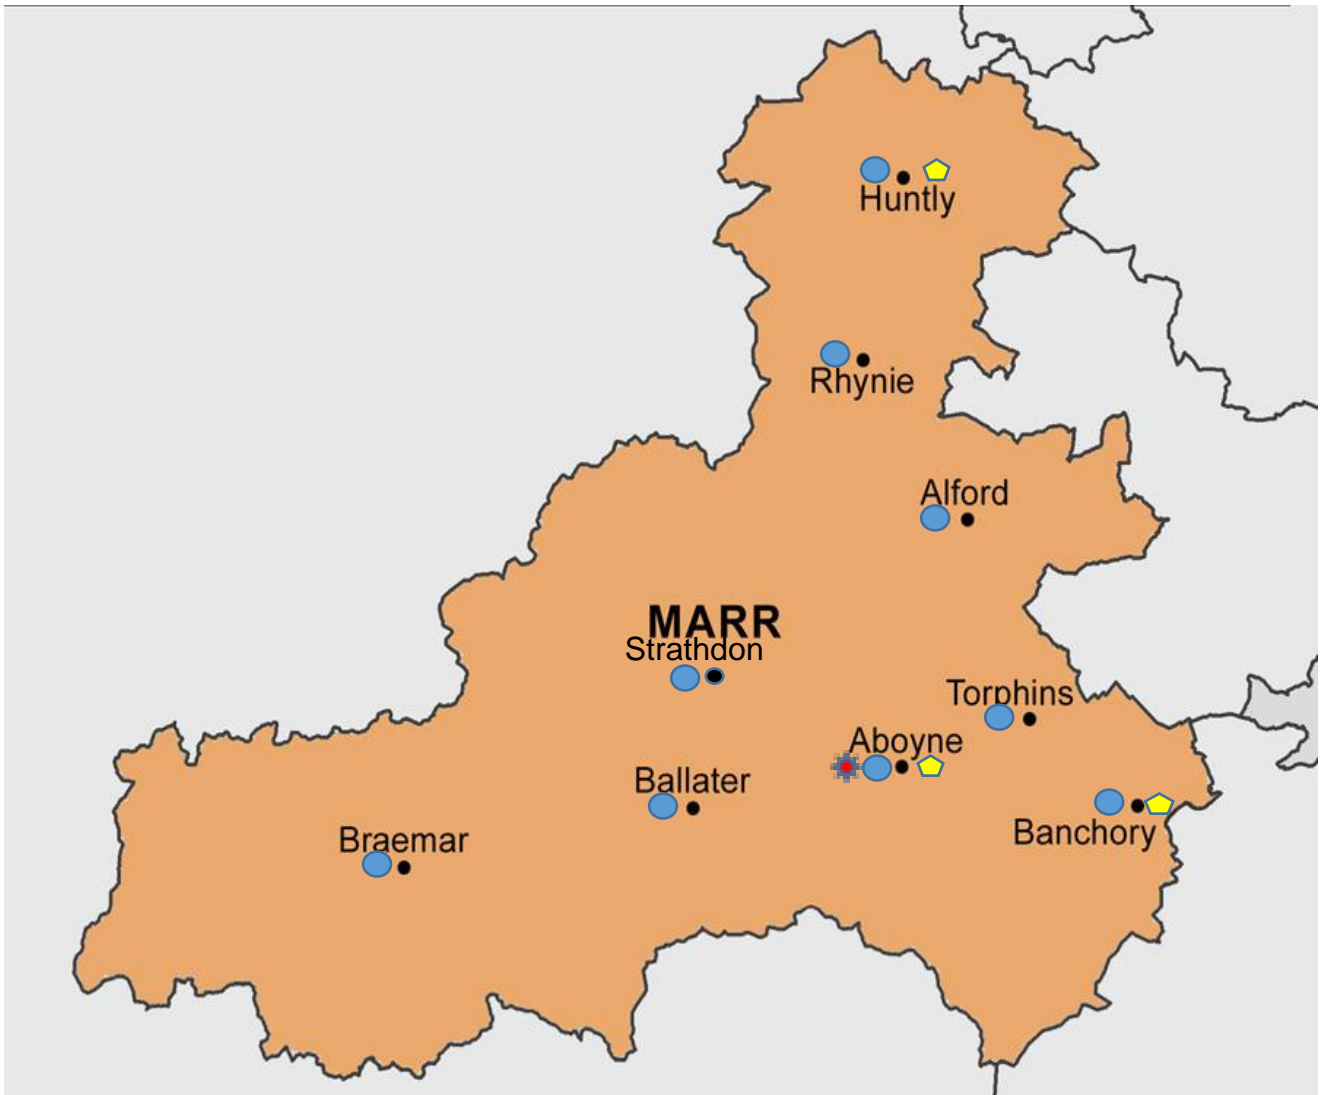 Huntly
Rhynie
Alford
MARR
Strathdon
Torphins
Aboyne
Ballater
Banchory
Braemar